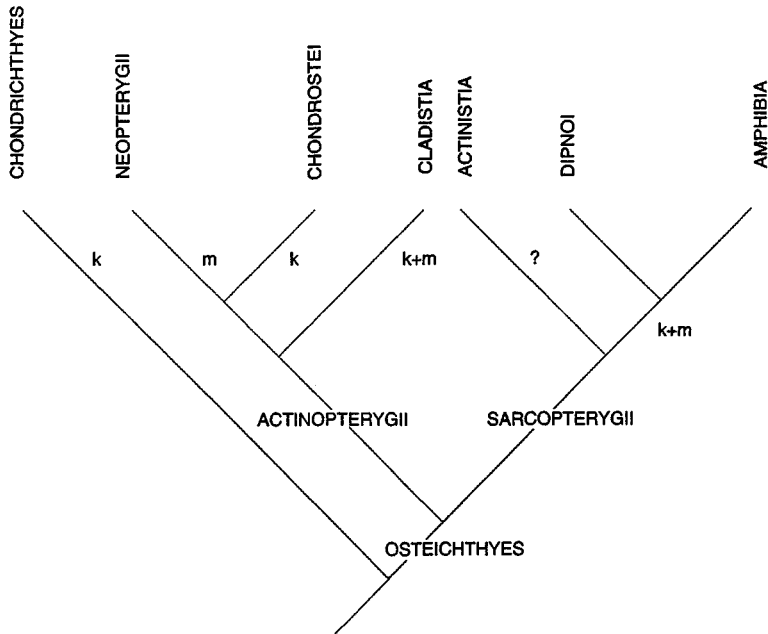 CHONDRICHTHYES
NEOPTERYGII
CHONDROSTEI
CLADISTIA
ACTINISTIA
DIPNOI
AMPHIBIA
k
m
k
k+m
?
k+m
ACTINOPTERYGII
SARCOPTERYGII
OSTEICHTHYES